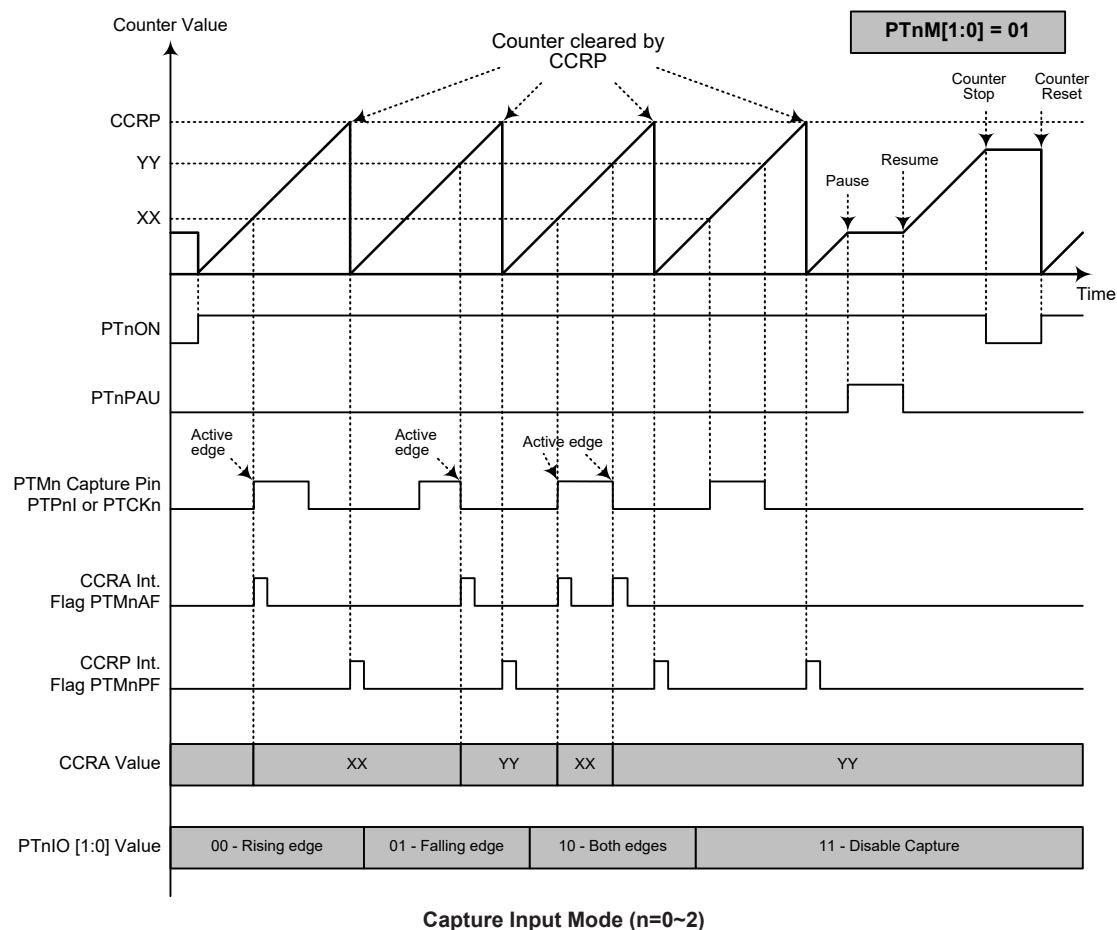 Counter Value
PTnM[1:0] = 01
Counter cleared by
CCRP
Counter
Stop
Counter
Reset
CCRP
YY
Resume
Pause
XX
Time
PTnON
PTnPAU
Active
edge
Active
edge
Active edge
PTMn Capture Pin
PTPnI or PTCKn
CCRA Int.
Flag PTMnAF
CCRP Int.
Flag PTMnPF
CCRA Value
XX
YY
XX
YY
PTnIO [1:0] Value
00 - Rising edge
01 - Falling edge
10 - Both edges
11 - Disable Capture
Capture Input Mode (n=0~2)